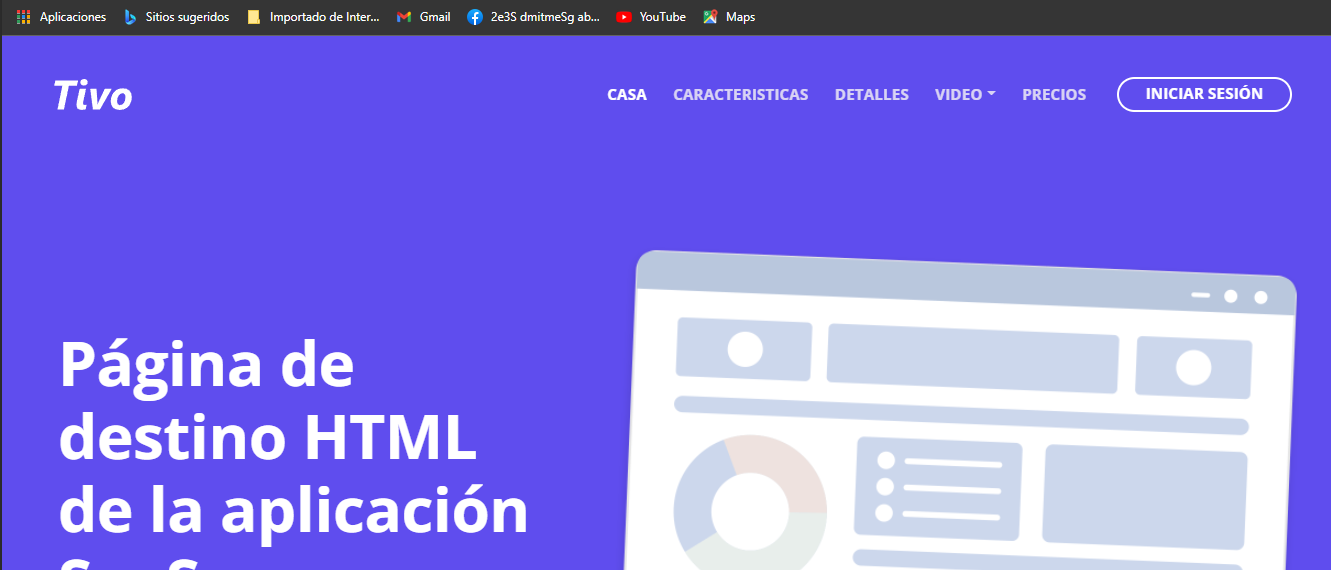 Aplicaciones Sitios sugeridos Importado de Inter... Gmail 2e3S dmitmeSg ab... YouTube Maps
Tivo CASA CARACTERISTICAS DETALLES VIDEO PRECIOS INICIAR SESIÓN
Página de
destino HTML
de la aplicación